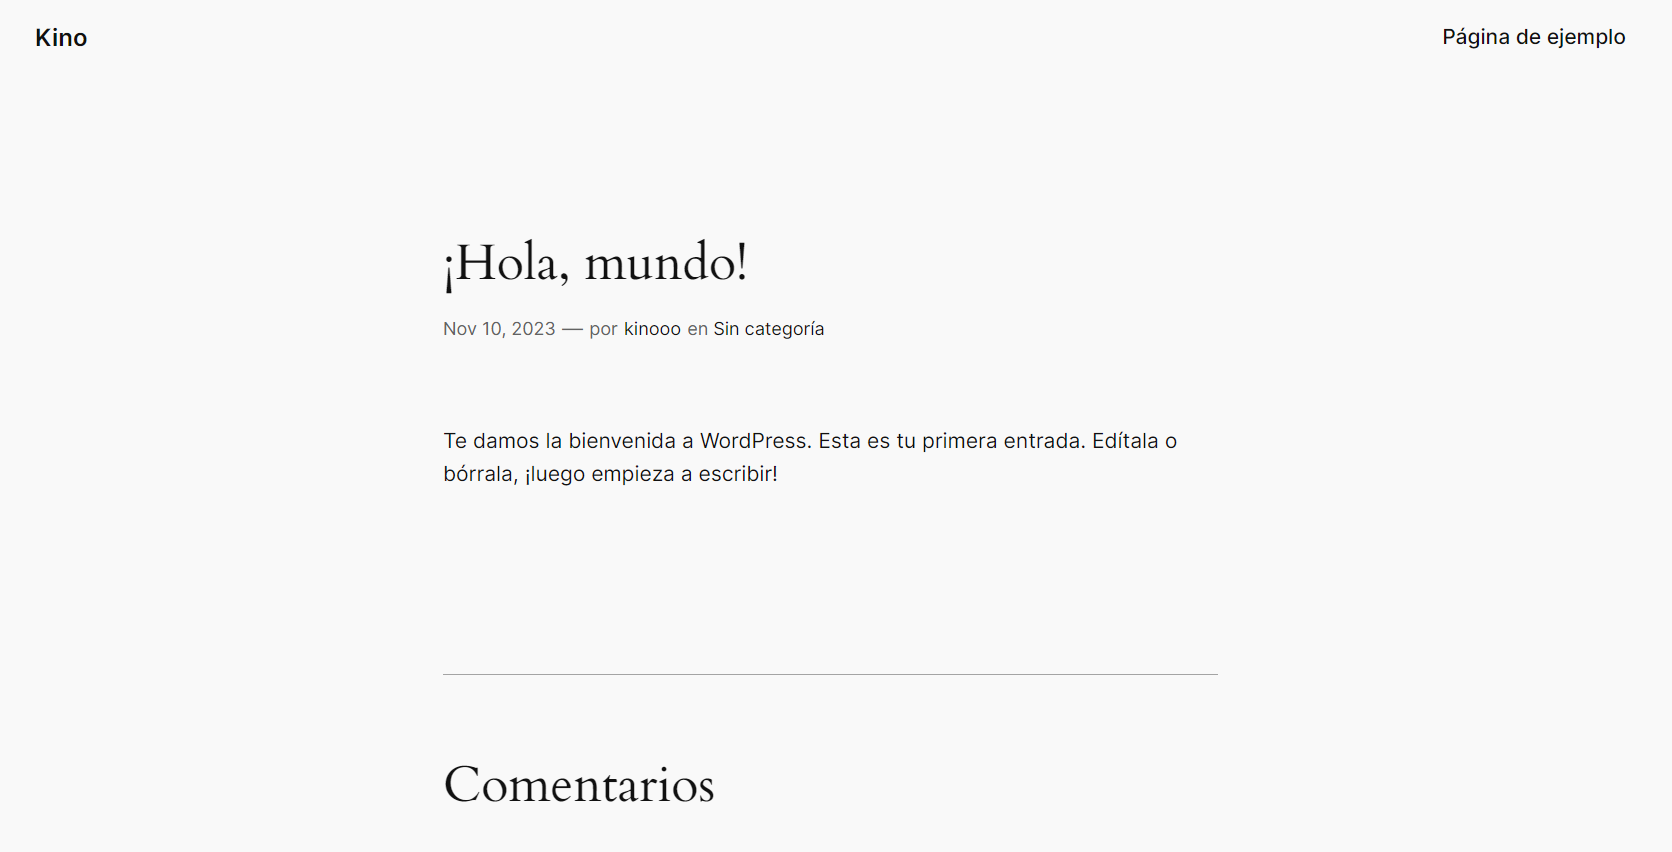 Kino
Página de ejemplo
¡Hola, mundo!
Nov 10, 2023 — por kinooo en Sin categoría
Te damos la bienvenida a WordPress. Esta es tu primera entrada. Edítala o
bórrala, ¡luego empieza a escribir!
Comentarios